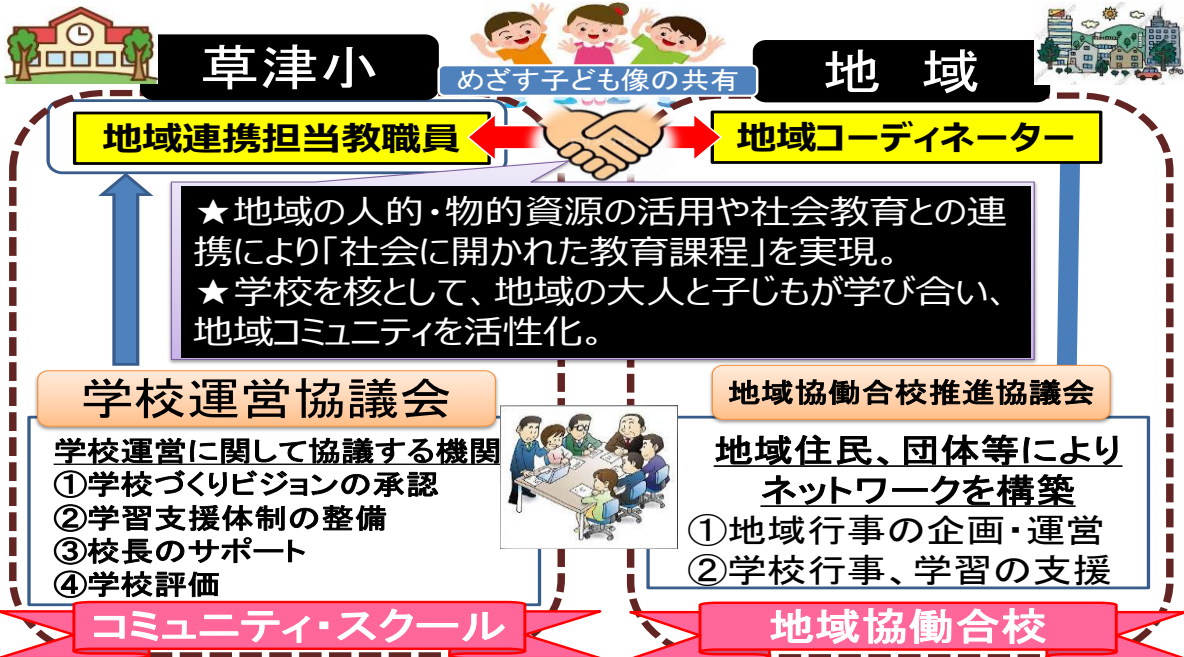 草津小
めざす子ども像の共有
地 域
地域連携担当教職員
地域コーディネーター
★地域の人的・物的資源の活用や社会教育との連
携により「社会に開かれた教育課程」を実現。
★学校を核として、地域の大人と子じもが学び合い、
地域コミュニティを活性化。
学校運営協議会
学校運営に関して協議する機関
①学校づくりビジョンの承認
②学習支援体制の整備
③校長のサポート
④学校評価
地域協働合校推進協議会
地域住民、団体等により
ネットワークを構築
①地域行事の企画・運営
②学校行事、学習の支援
コミュニティ・スクール
地域協働合校